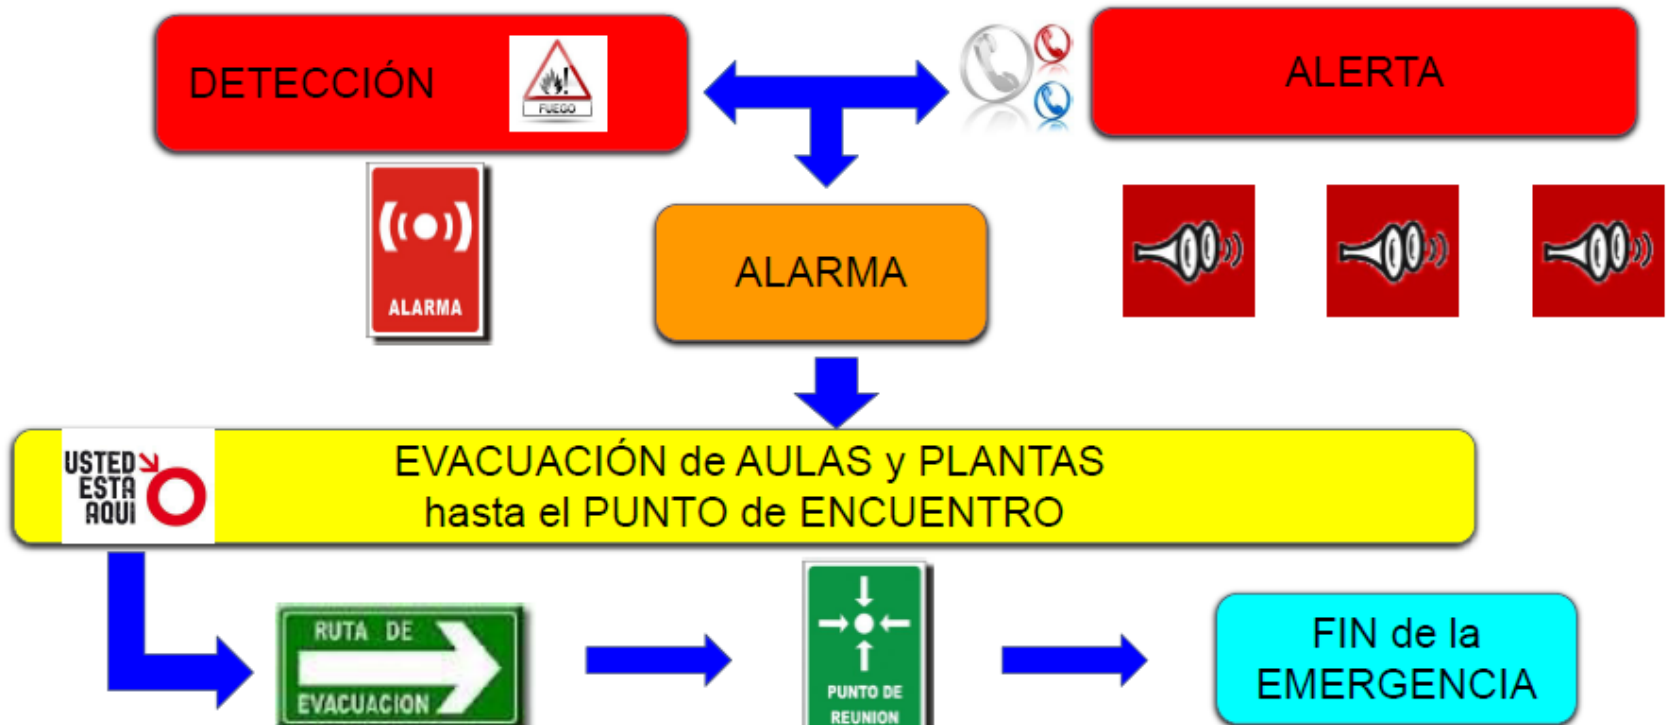 DETECCIÓN
FUEGO
ALERTA
ALARMA
ALARMA
USTED
ESTA
AQUI
EVACUACIÓN de AULAS y PLANTAS
hasta el PUNTO de ENCUENTRO
RUTA DE
EVACUACION
PUNTO DE
REUNION
FIN de la
EMERGENCIA